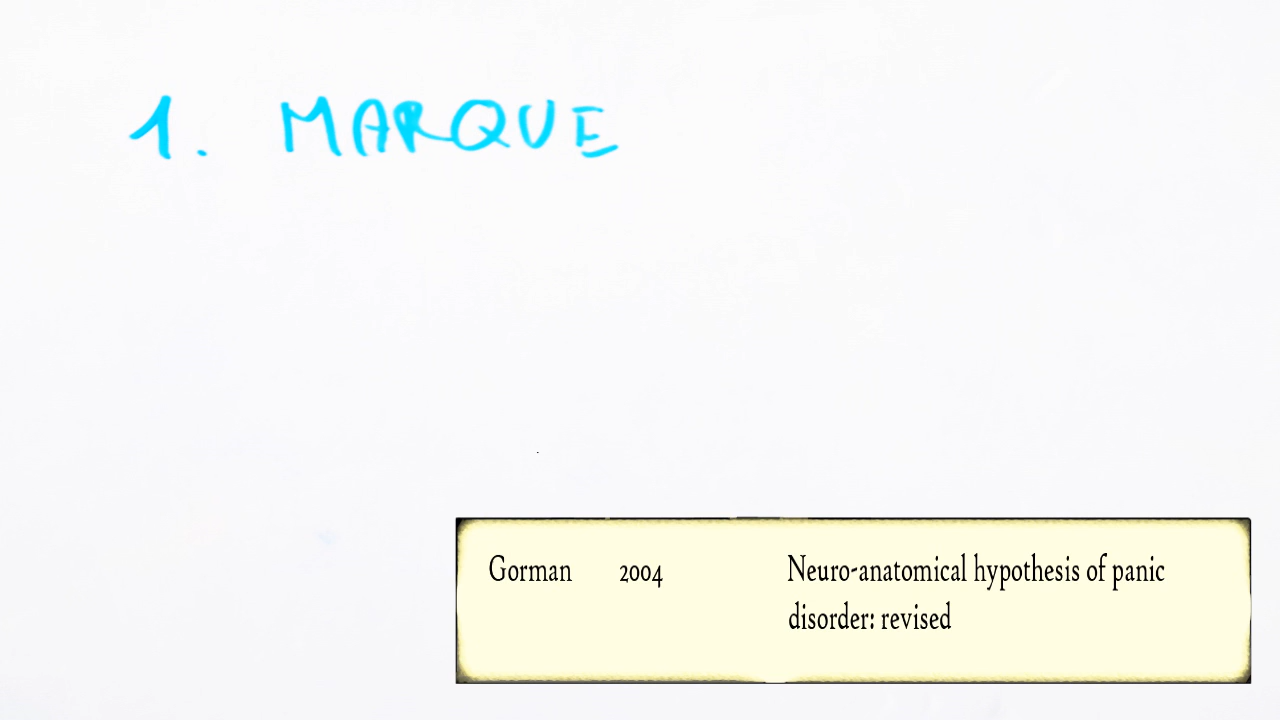 1. MARQUE
Gorman 2004 Neuro-anatomical hypothesis of panic
disorder: revised